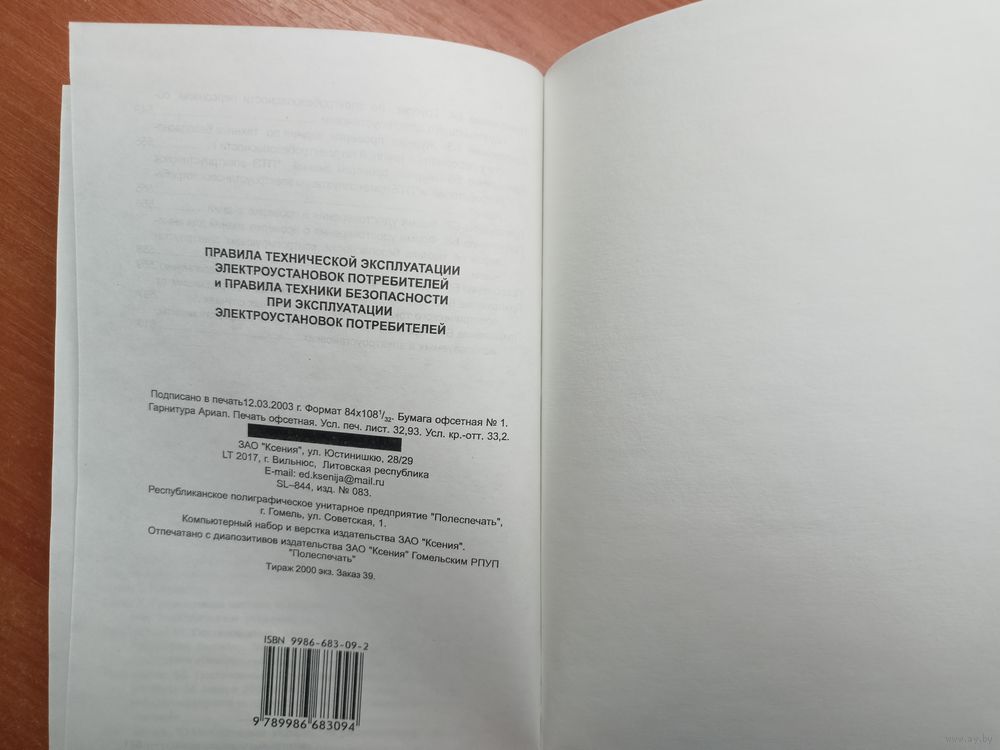 ПРАВИЛА ТЕХНИЧЕСКОЙ ЭКСПЛУАТАЦИИ
ЭЛЕКТРОУСТАНОВОК ПОТРЕБИТЕЛЕЙ
и ПРАВИЛА ТЕХНИКИ БЕЗОПАСНОСТИ
ПРИ ЭКСПЛУАТАЦИИ
ЭЛЕКТРОУСТАНОВОК ПОТРЕБИТЕЛЕЙ
Подписано в печать12.03.2003 г. Формат 84х108¹/₃₂. Бумага офсетная № 1.
Гарнитура Ариал. Печать офсетная. Усл. печ. лист. 32,93. Усл. кр.-отт. 33,2.
ЗАО "Ксения", ул. Юстинишкю, 28/29
LT 2017, г. Вильнюс, Литовская республика
E-mail: ed.ksenija@mail.ru
SL–844, изд. № 083.
Республиканское полиграфическое унитарное предприятие "Полеспечать",
г. Гомель, ул. Советская, 1.
Компьютерный набор и верстка издательства ЗАО "Ксения".
Отпечатано с диапозитивов издательства ЗАО "Ксения" Гомельским РПУП
"Полеспечать"
Тираж 2000 экз. Заказ 39.
ISBN 9986-683-09-2
9 789986 683094
www.ay.by